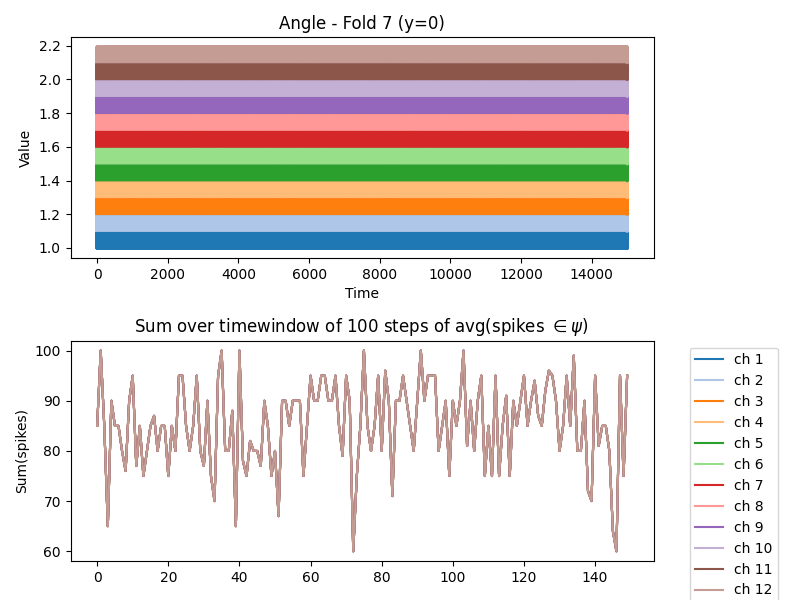 Angle - Fold 7 (y=0)
Value
2.2
2.0
1.8
1.6
1.4
1.2
1.0
0 2000 4000 6000 8000 10000 12000 14000
Time
Sum over timewindow of 100 steps of avg(spikes ∈ ψ)
Sum(spikes)
100
90
80
70
60
0 20 40 60 80 100 120 140
ch 1
ch 2
ch 3
ch 4
ch 5
ch 6
ch 7
ch 8
ch 9
ch 10
ch 11
ch 12